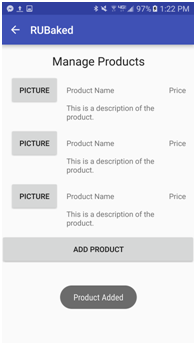 97% 1:22 PM
RUBaked
Manage Products
PICTURE Product Name Price
This is a description of the
product.
PICTURE Product Name Price
This is a description of the
product.
PICTURE Product Name Price
This is a description of the
product.
ADD PRODUCT
Product Added